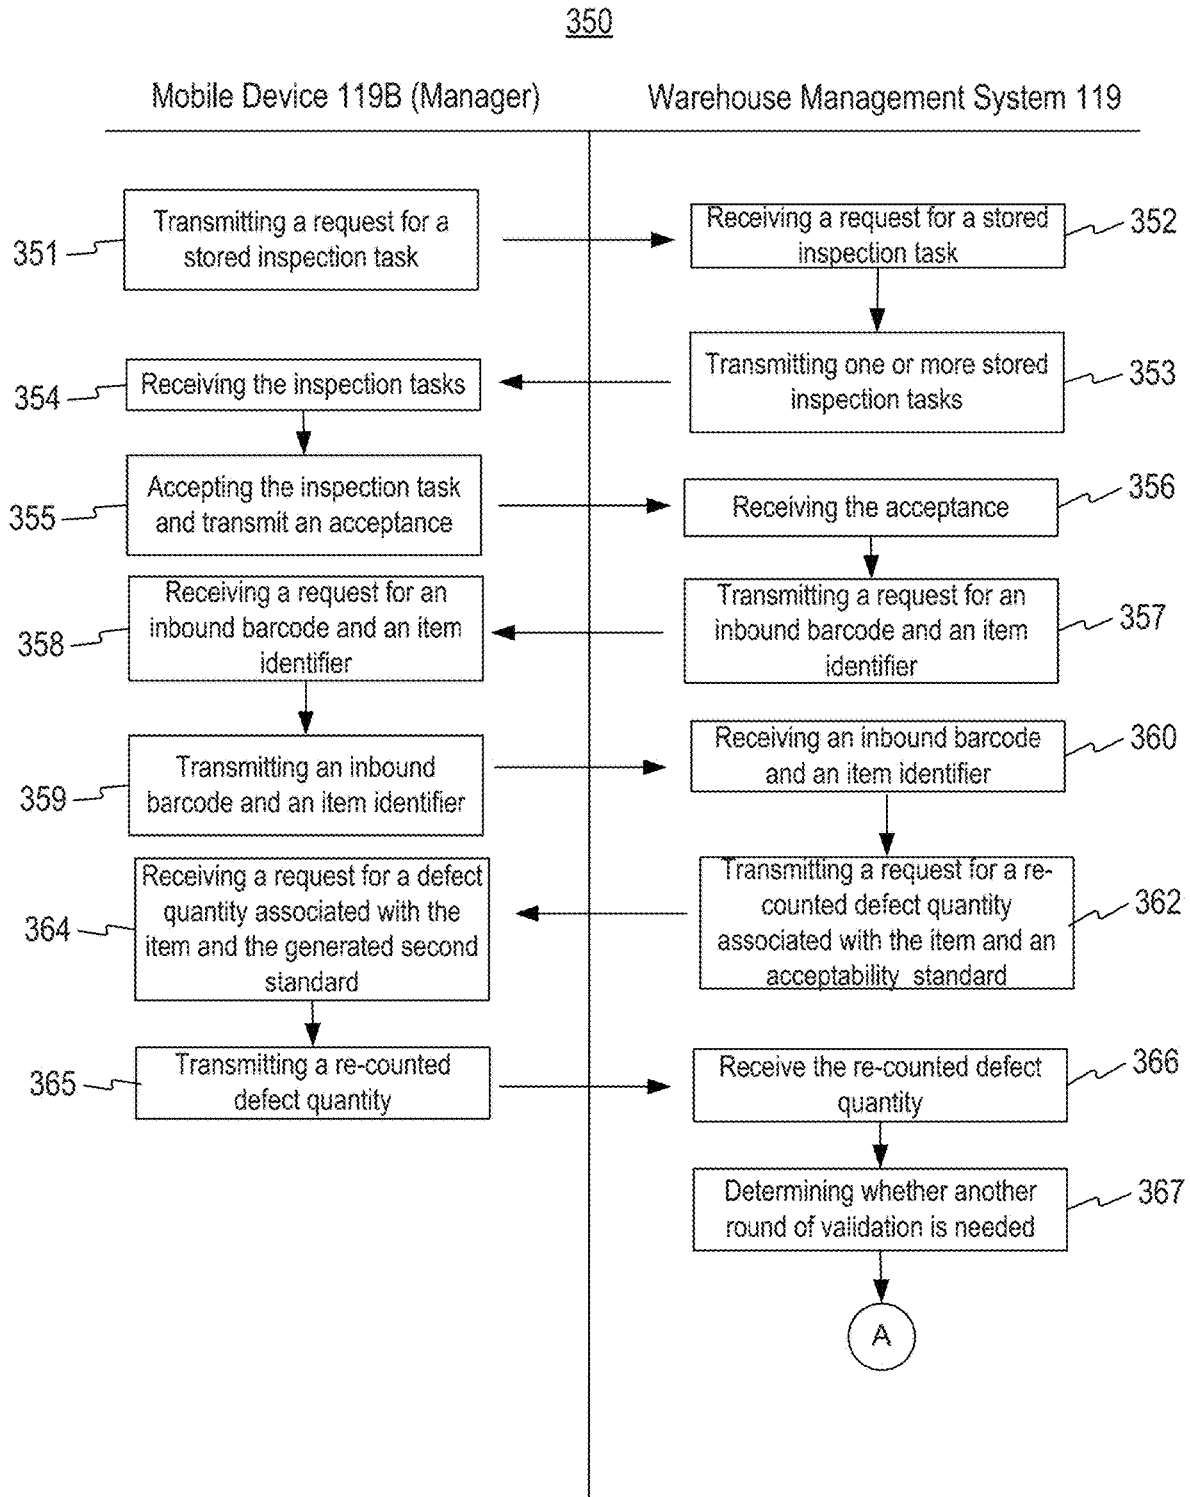 350
Mobile Device 119B (Manager)
Warehouse Management System 119
Transmitting a request for a
stored inspection task
351
Receiving a request for a stored
inspection task
352
Transmitting one or more stored
inspection tasks
353
Receiving the inspection tasks
354
Accepting the inspection task
and transmit an acceptance
355
Receiving the acceptance
356
Transmitting a request for an
inbound barcode and an item
identifier
357
Receiving a request for an
inbound barcode and an item
identifier
358
Transmitting an inbound
barcode and an item identifier
359
Receiving an inbound barcode
and an item identifier
360
Transmitting a request for a re-
counted defect quantity
associated with the item and an
acceptability standard
362
Receiving a request for a defect
quantity associated with the
item and the generated second
standard
364
Transmitting a re-counted
defect quantity
365
Receive the re-counted defect
quantity
366
Determining whether another
round of validation is needed
367
A